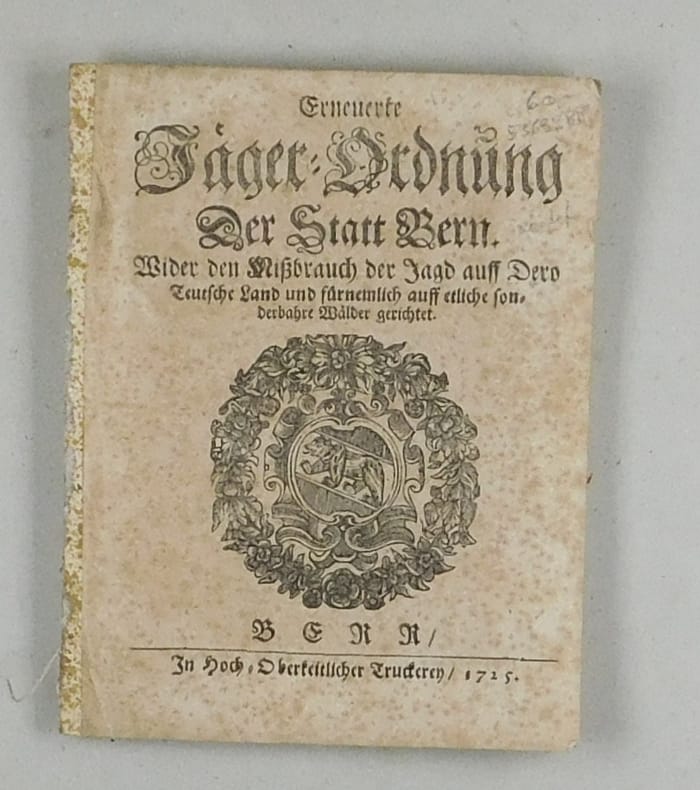 Erneuerte
Jäger-Ordnung
Der Statt Bern.
Wider den Mißbrauch der Jagd auff Dero
Teutsche Land und fürnemlich auff etliche son-
derbahre Wälder gerichtet.
BERN/
In Hoch-Oberkeitlicher Truckerey/ 1725.